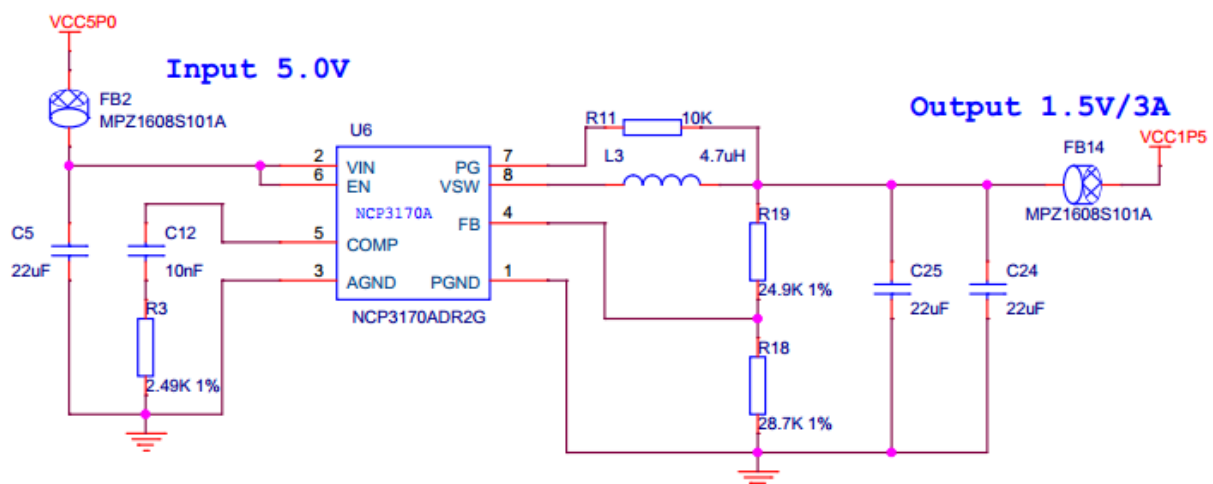 VCC5P0
Input 5.0V
FB2
MPZ1608S101A
Output 1.5V/3A
VCC1P5
FB14
MPZ1608S101A
U6
R11
10K
L3
4.7uH
2
VIN
PG
7
6
EN
VSW
8
NCP3170A
FB
4
5
COMP
3
AGND
PGND
1
NCP3170ADR2G
C5
22uF
C12
10nF
R3
2.49K 1%
R19
24.9K 1%
R18
28.7K 1%
C25
22uF
C24
22uF